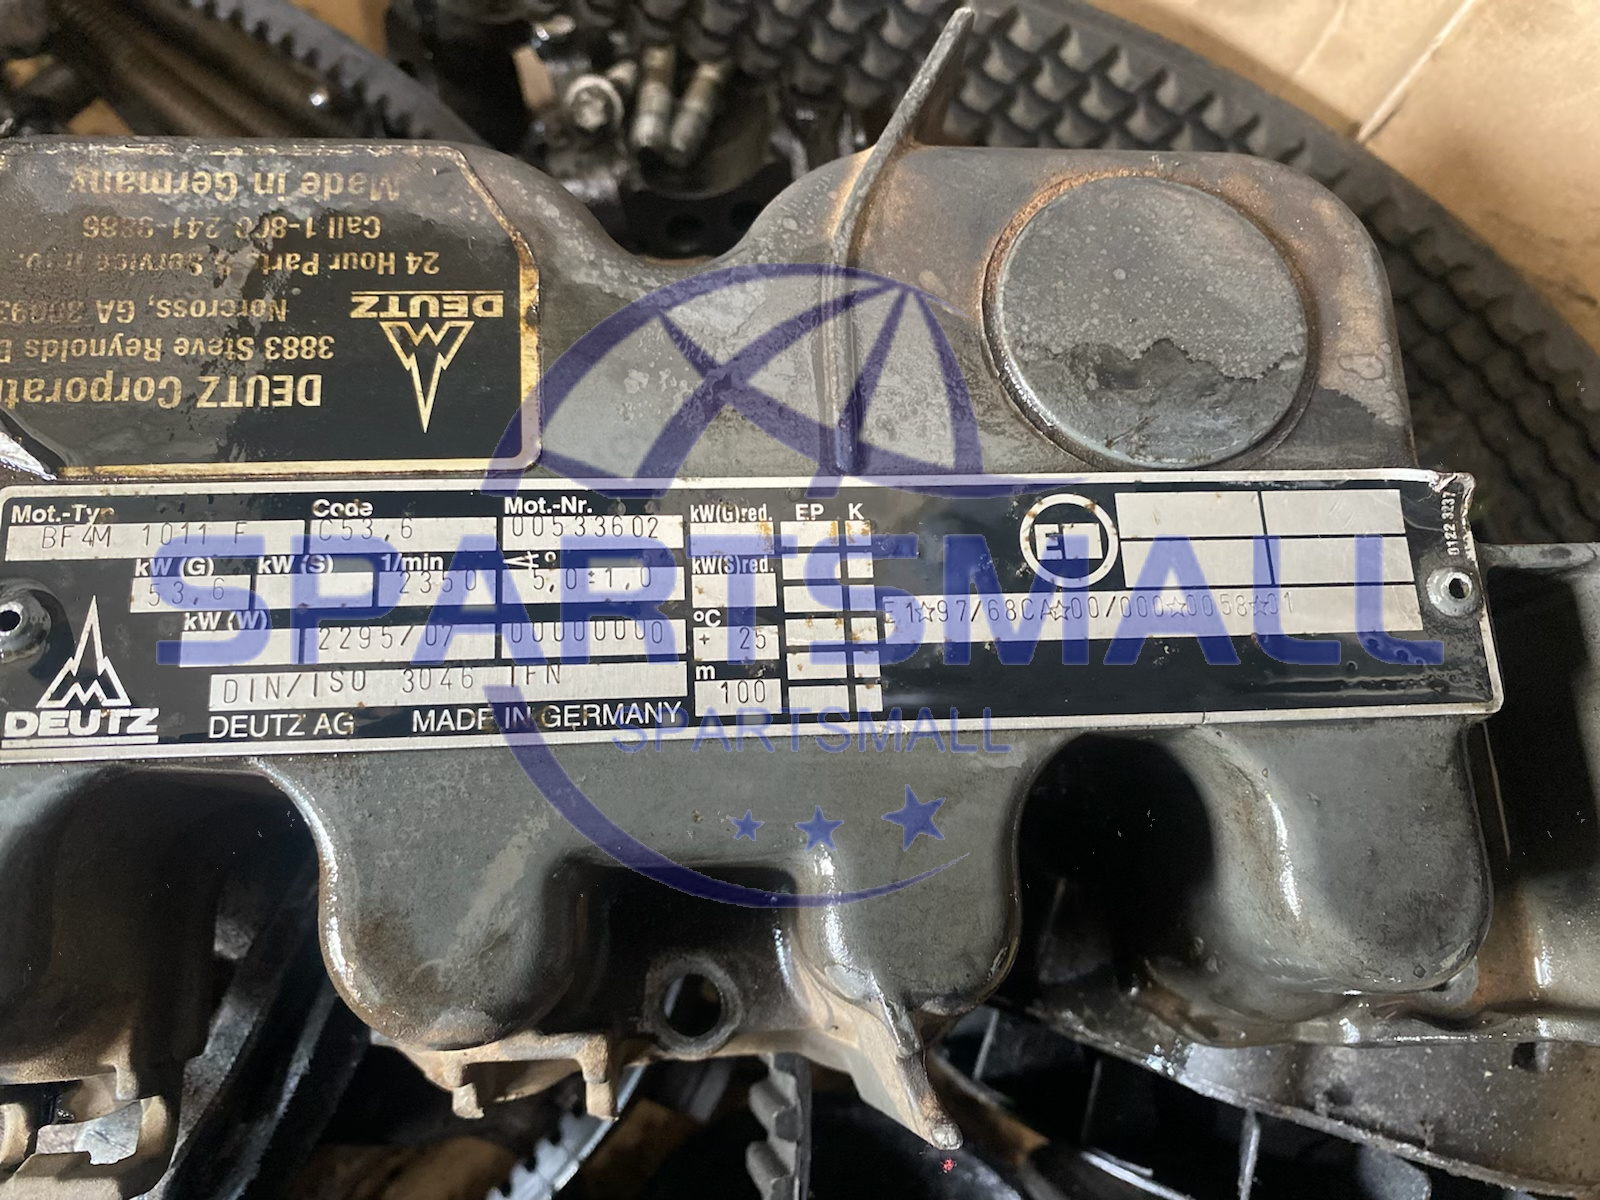 Made in Germany
Call 1-800 241-
24 Hour Parts & Service
Norcross, GA
3883 Steve Reynolds
DEUTZ
DEUTZ Corporati
Mot.-Typ Code Mot.-Nr. kW(G)red. EP K
BF4M 1011 F C53,6 00533602
kW (G) kW (S) 1/min kW(S)red.
53,6 2350 5,0±1,0
kW (W) °C
2295/07 00000000 + 25
DIN/ISO 3046 IFN m
100
DEUTZ
DEUTZ AG MADE IN GERMANY
E1☆97/68CA☆00/000☆0058☆01
0122 3237
SPARTSMALL
SPARTSMALL